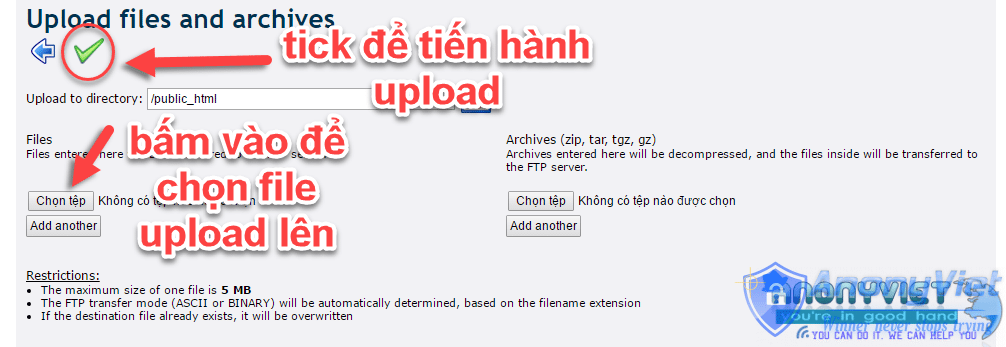 Upload files and archives
tick để tiến hành
upload
Upload to directory: /public_html
bấm vào để
chọn file
upload lên
Files
Files entered here
Chọn tệp Không có tệp
Add another
Archives (zip, tar, tgz, gz)
Archives entered here will be decompressed, and the files inside will be transferred to
the FTP server.
Chọn tệp Không có tệp nào được chọn
Add another
Restrictions:
The maximum size of one file is 5 MB
The FTP transfer mode (ASCII or BINARY) will be automatically determined, based on the filename extension
If the destination file already exists, it will be overwritten
AnonyViet
ANONYVIET
you're in good hand
Winner never stops trying
YOU CAN DO IT, WE CAN HELP YOU